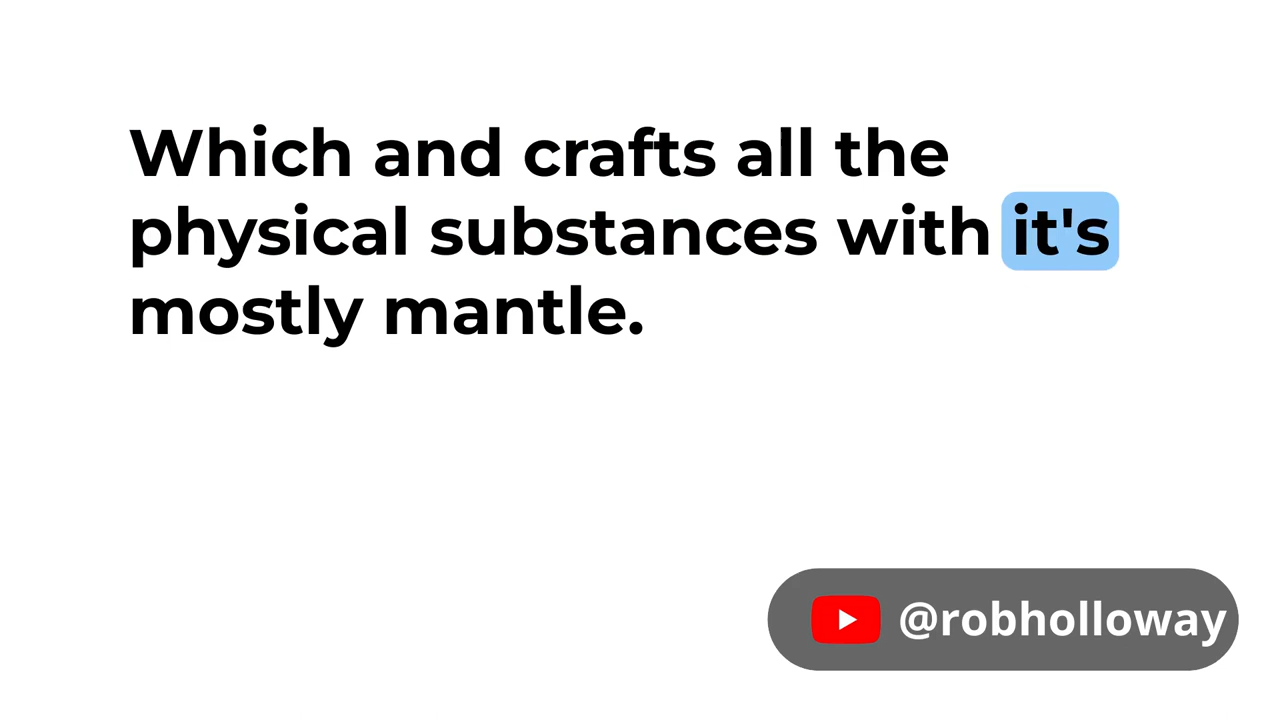 Which and crafts all the
physical substances with it's
mostly mantle.
@robholloway